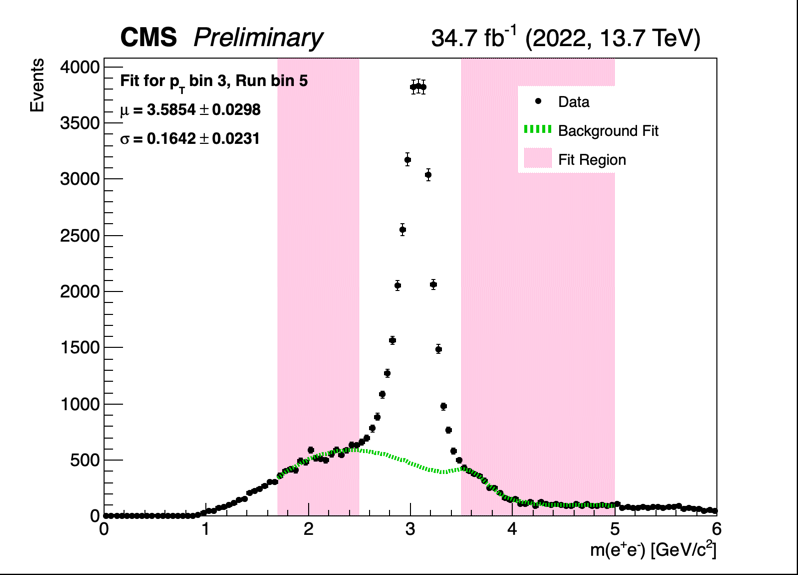 CMS Preliminary 34.7 fb⁻¹ (2022, 13.7 TeV)
Events
4000
3500
3000
2500
2000
1500
1000
500
0
Fit for p_T bin 3, Run bin 5
μ = 3.5854 ± 0.0298
σ = 0.1642 ± 0.0231
Data
Background Fit
Fit Region
0 1 2 3 4 5 6
m(e⁺e⁻) [GeV/c²]